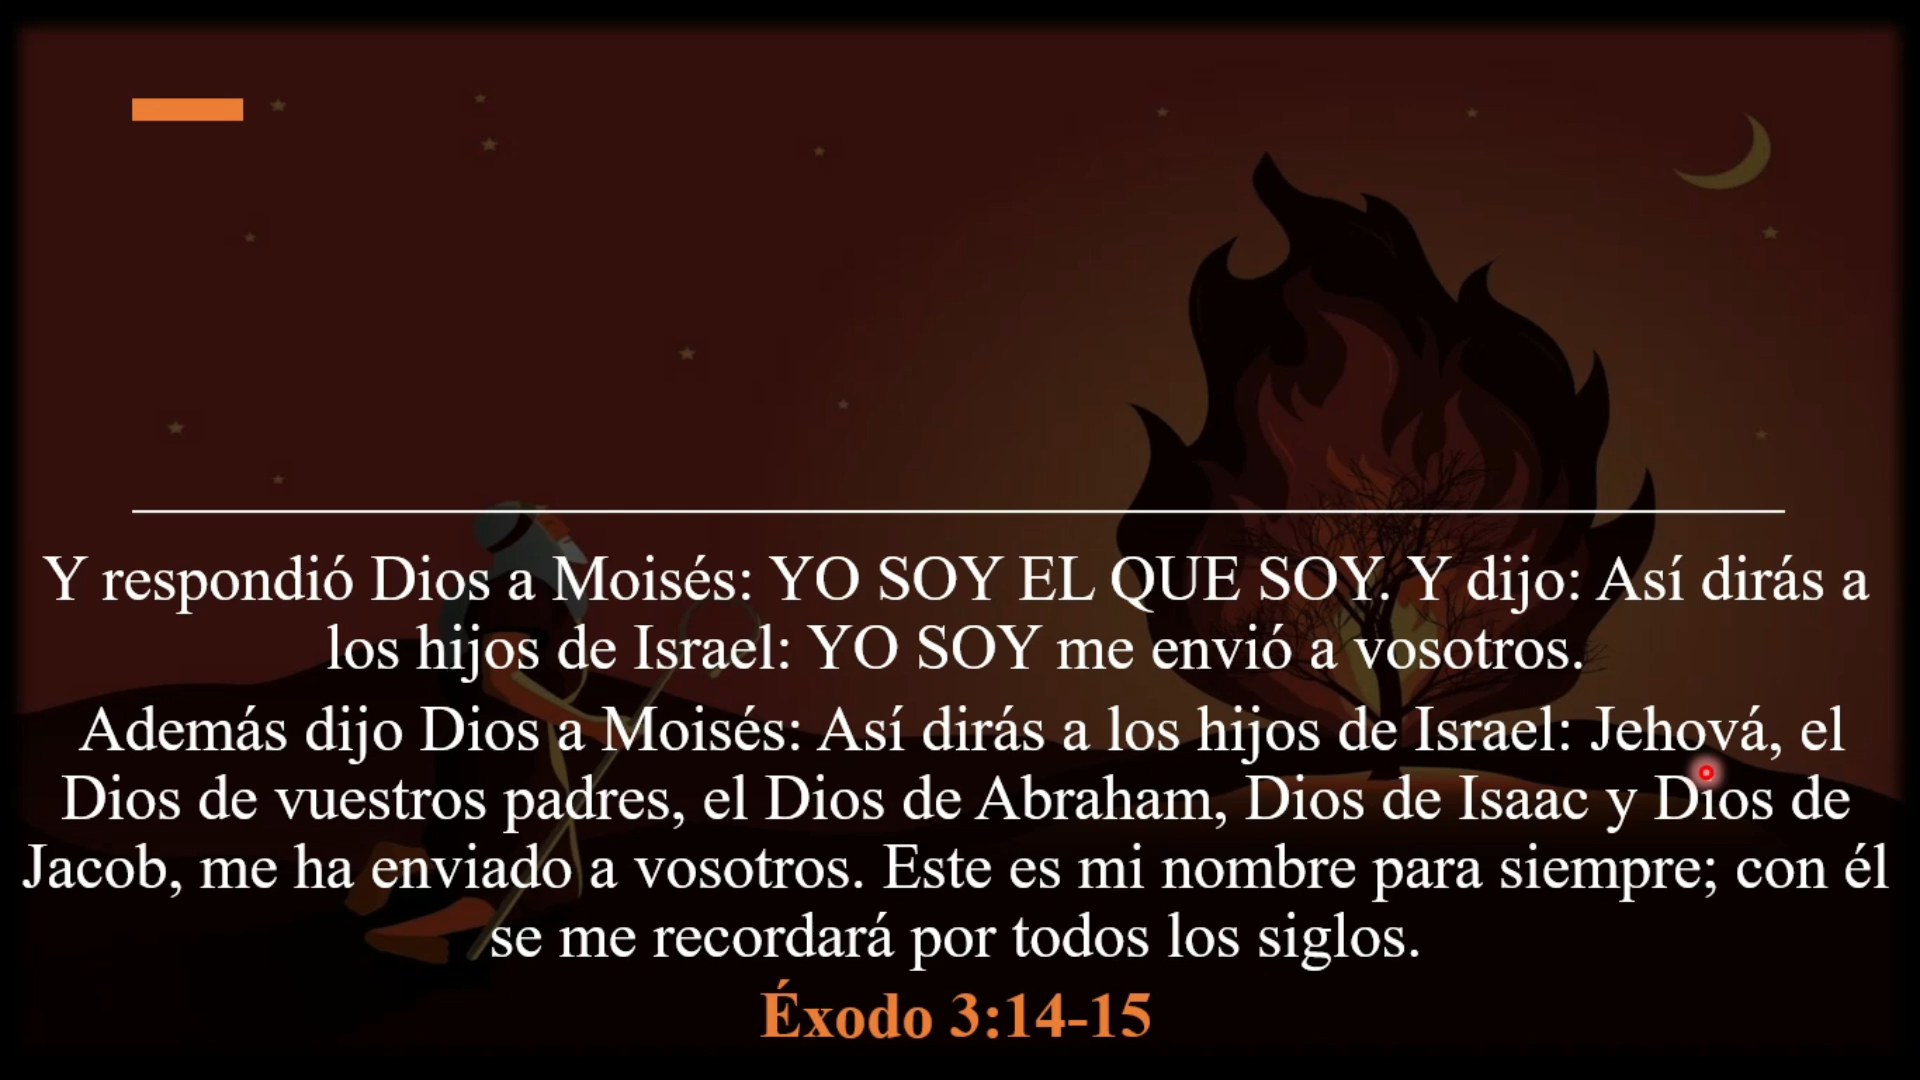 Y respondió Dios a Moisés: YO SOY EL QUE SOY. Y dijo: Así dirás a
los hijos de Israel: YO SOY me envió a vosotros.
Además dijo Dios a Moisés: Así dirás a los hijos de Israel: Jehová, el
Dios de vuestros padres, el Dios de Abraham, Dios de Isaac y Dios de
Jacob, me ha enviado a vosotros. Este es mi nombre para siempre; con él
se me recordará por todos los siglos.
Éxodo 3:14-15